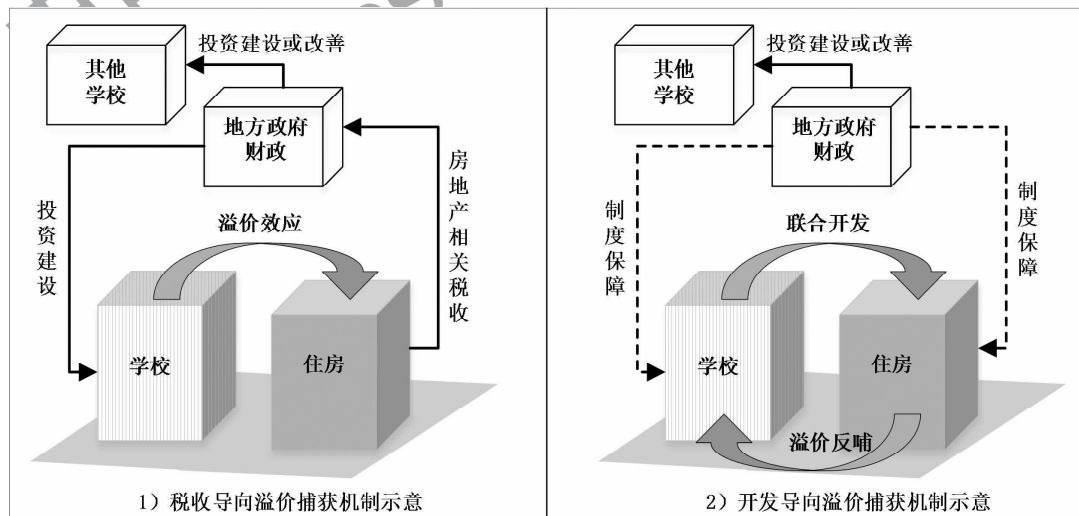 投资建设或改善
其他
学校
地方政府
财政
投资建设
房地产相关税收
溢价效应
学校
住房
1）税收导向溢价捕获机制示意
投资建设或改善
其他
学校
地方政府
财政
制度保障
制度保障
联合开发
学校
住房
溢价反哺
2）开发导向溢价捕获机制示意